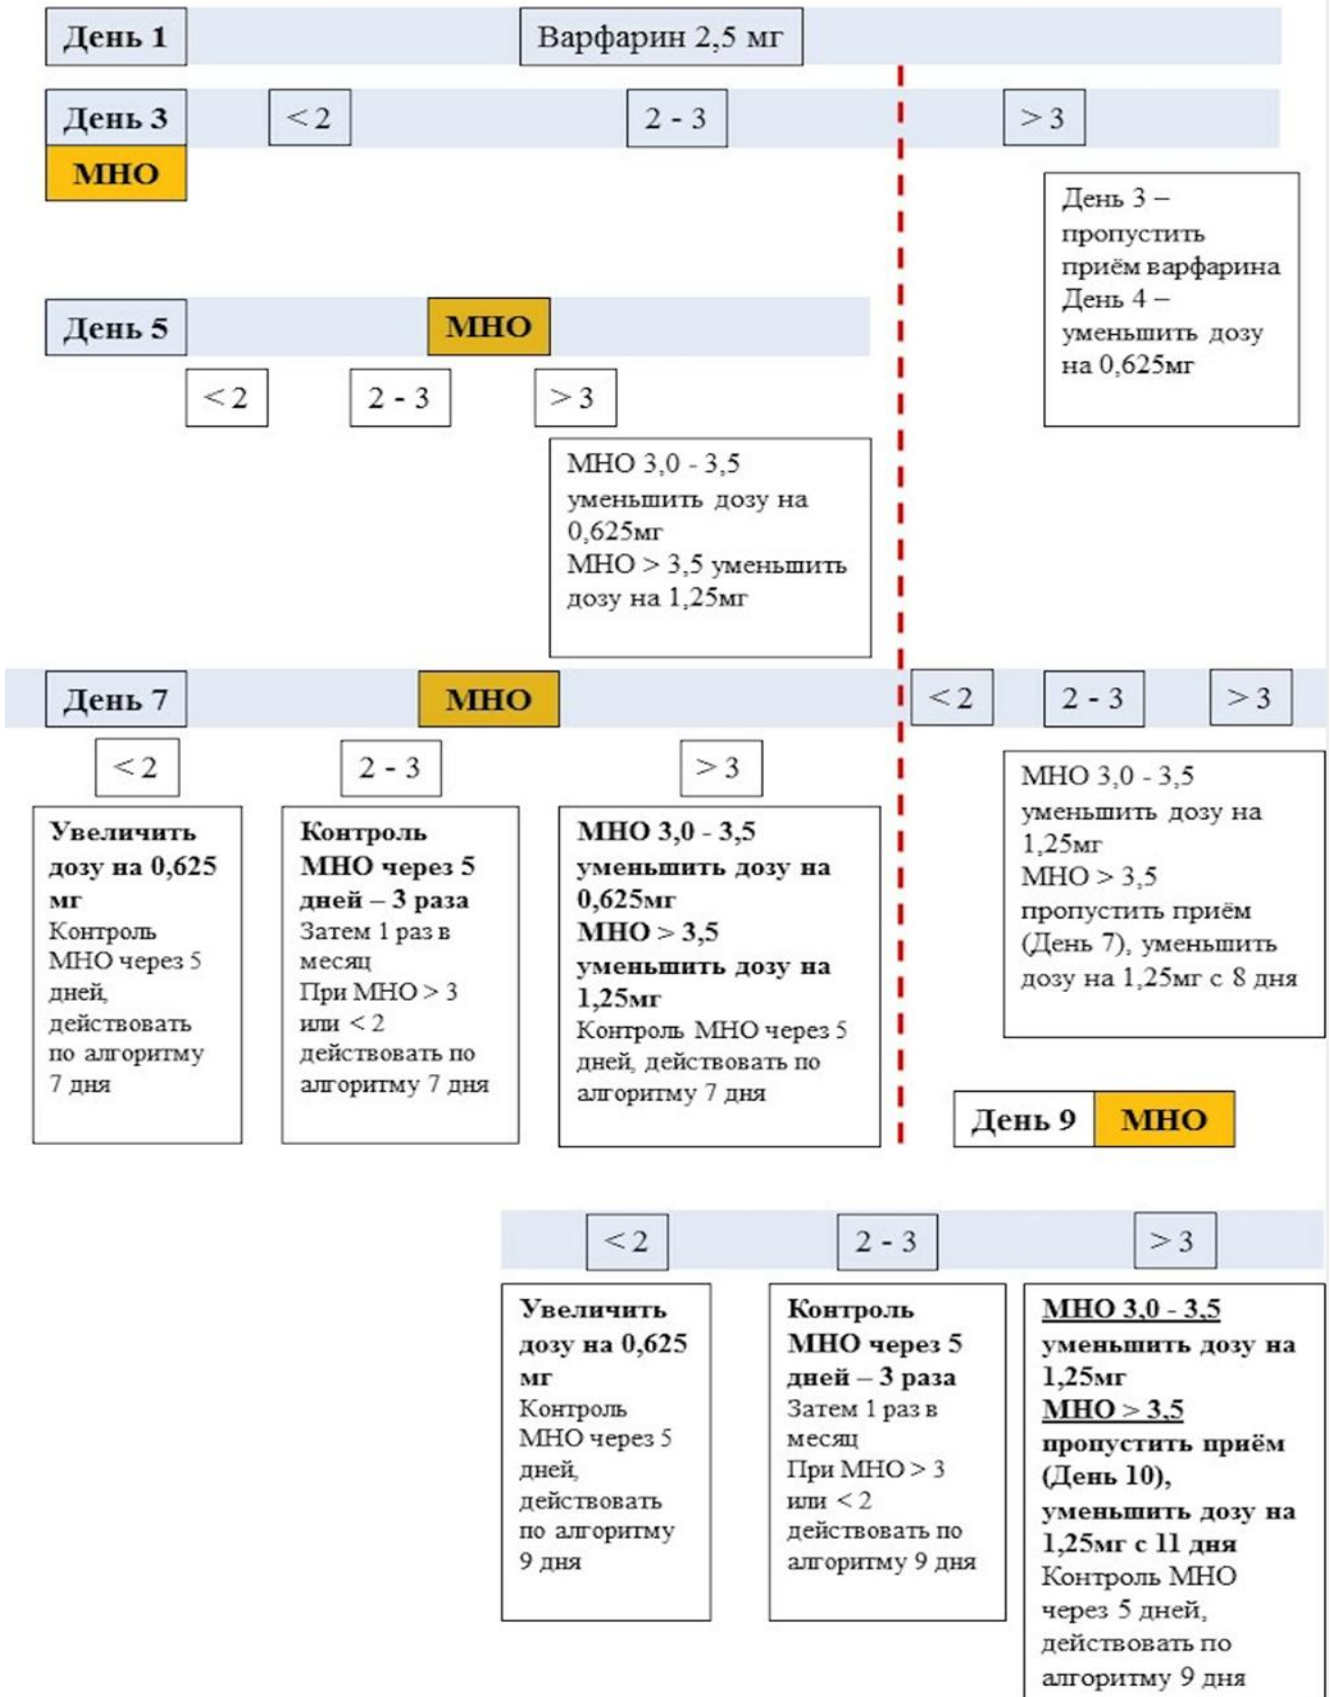 День 1
Варфарин 2,5 мг
День 3
< 2
2 - 3
> 3
МНО
День 3 –
пропустить
приём варфарина
День 4 –
уменьшить дозу
на 0,625мг
День 5
МНО
< 2
2 - 3
> 3
МНО 3,0 - 3,5
уменьшить дозу на
0,625мг
МНО > 3,5 уменьшить
дозу на 1,25мг
День 7
МНО
< 2
2 - 3
> 3
< 2
2 - 3
> 3
Увеличить
дозу на 0,625
мг
Контроль
МНО через 5
дней,
действовать
по алгоритму
7 дня
Контроль
МНО через 5
дней – 3 раза
Затем 1 раз в
месяц
При МНО > 3
или < 2
действовать по
алгоритму 7 дня
МНО 3,0 - 3,5
уменьшить дозу на
0,625мг
МНО > 3,5
уменьшить дозу на
1,25мг
Контроль МНО через 5
дней, действовать по
алгоритму 7 дня
МНО 3,0 - 3,5
уменьшить дозу на
1,25мг
МНО > 3,5
пропустить приём
(День 7), уменьшить
дозу на 1,25мг с 8 дня
День 9
МНО
< 2
2 - 3
> 3
Увеличить
дозу на 0,625
мг
Контроль
МНО через 5
дней,
действовать
по алгоритму
9 дня
Контроль
МНО через 5
дней – 3 раза
Затем 1 раз в
месяц
При МНО > 3
или < 2
действовать по
алгоритму 9 дня
МНО 3,0 - 3,5
уменьшить дозу на
1,25мг
МНО > 3,5
пропустить приём
(День 10),
уменьшить дозу на
1,25мг с 11 дня
Контроль МНО
через 5 дней,
действовать по
алгоритму 9 дня